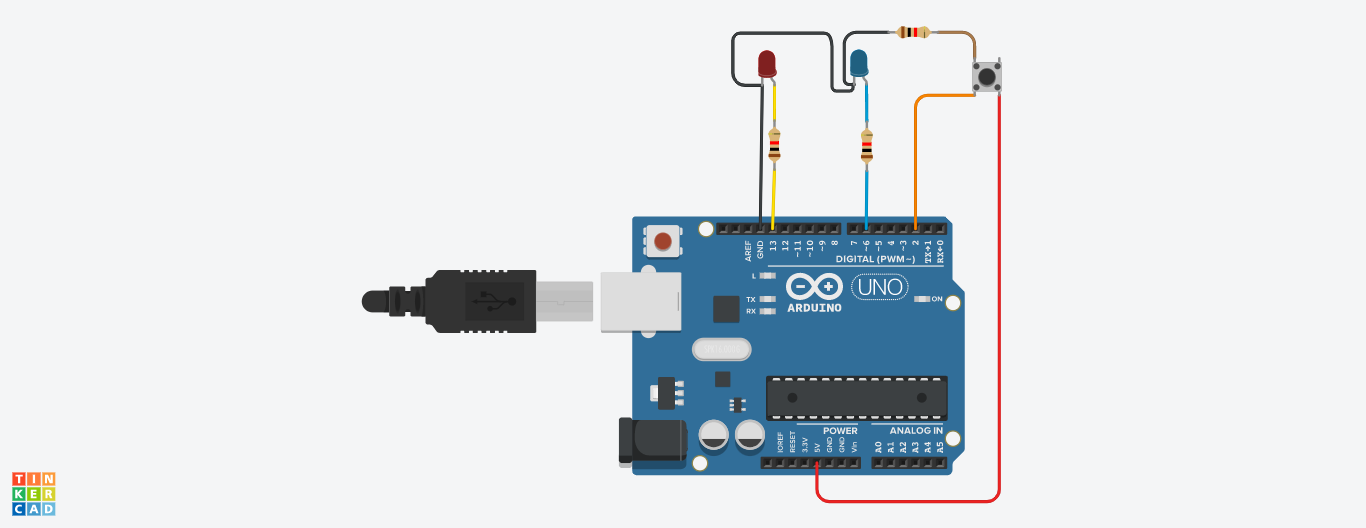 AREF
GND
13
12
~11
~10
~9
8
7
~6
~5
4
~3
2
TX→1
RX←0
DIGITAL (PWM~)
L
TX
RX
UNO
ON
ARDUINO
POWER
ANALOG IN
IOREF
RESET
3.3V
5V
GND
GND
Vin
A0
A1
A2
A3
A4
A5
TIN
KER
CAD